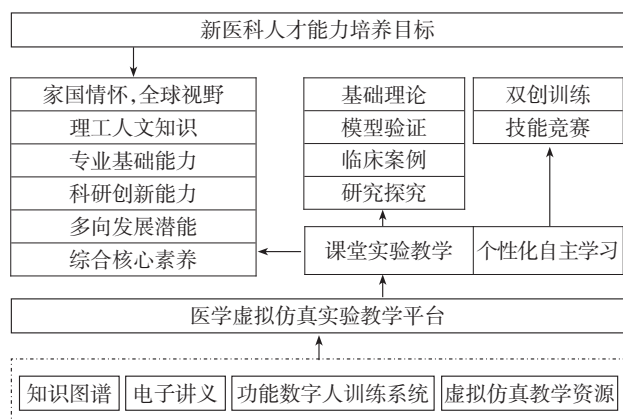 新医科人才能力培养目标
家国情怀,全球视野
理工人文知识
专业基础能力
科研创新能力
多向发展潜能
综合核心素养
基础理论
模型验证
临床案例
研究探究
双创训练
技能竞赛
课堂实验教学
个性化自主学习
医学虚拟仿真实验教学平台
知识图谱
电子讲义
功能数字人训练系统
虚拟仿真教学资源